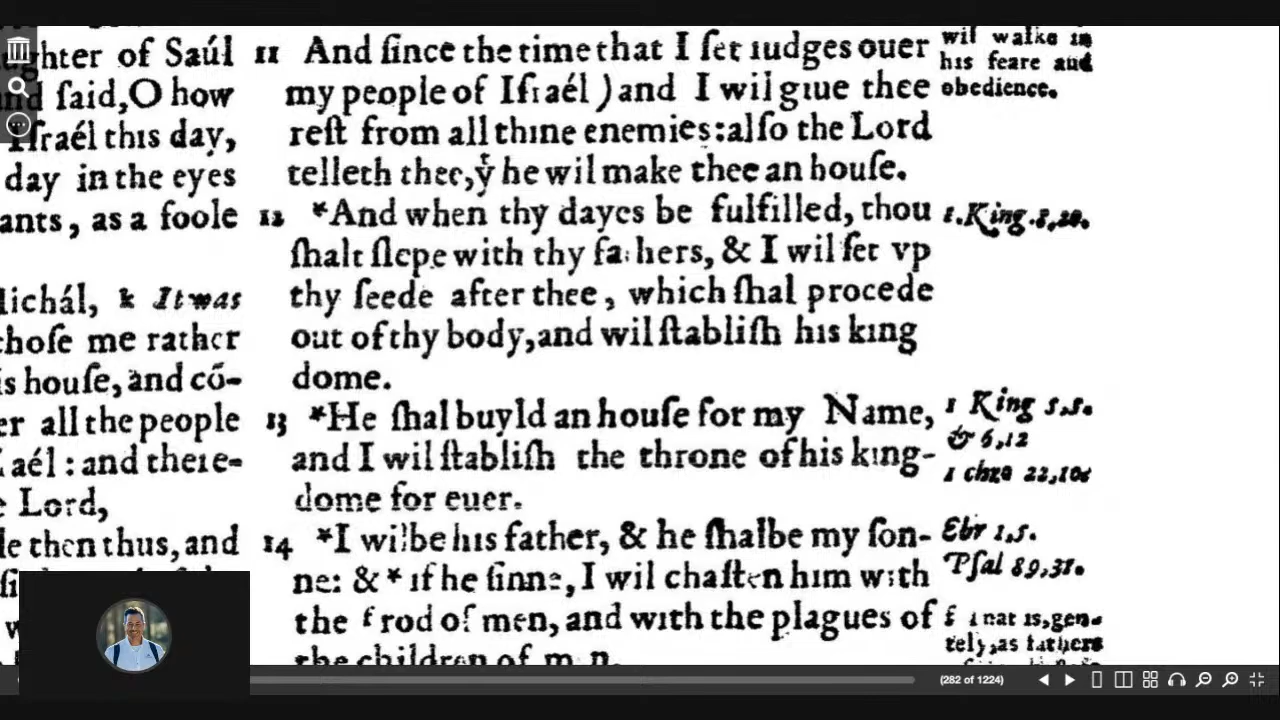 ghter of Saúl
nd ſaid,O how
Iſraél this day,
day in the eyes
ants, as a foole
lichál, k It was
choſe me rather
is houſe, and cō-
er all the people
aél : and there-
Lord,
le then thus, and
11 And ſince the time that I ſet iudges ouer
my people of Iſraél ) and I wil giue thee
reſt from all thine enemies:alſo the Lord
telleth thee,ẏ he wil make thee an houſe.
12 *And when thy dayes be fulfilled, thou
ſhalt ſlepe with thy fathers, & I wil ſet vp
thy ſeede after thee, which ſhal procede
out of thy body,and wil ſtabliſh his king
dome.
13 *He ſhal buyld an houſe for my Name,
and I wil ſtabliſh the throne of his king-
dome for euer.
14 *I wilbe his father, & he ſhalbe my ſon-
ne: & * if he ſinne, I wil chaſten him with
the f rod of men, and with the plagues of
the children of men.
wil walke in
his feare and
obedience.
1.King.8,20.
1 King 5.5.
& 6,12
1 chro 22,10.
Ebr 1,5.
Pſal 89,31.
f That is,gen-
tely,as fathers
(282 of 1224)